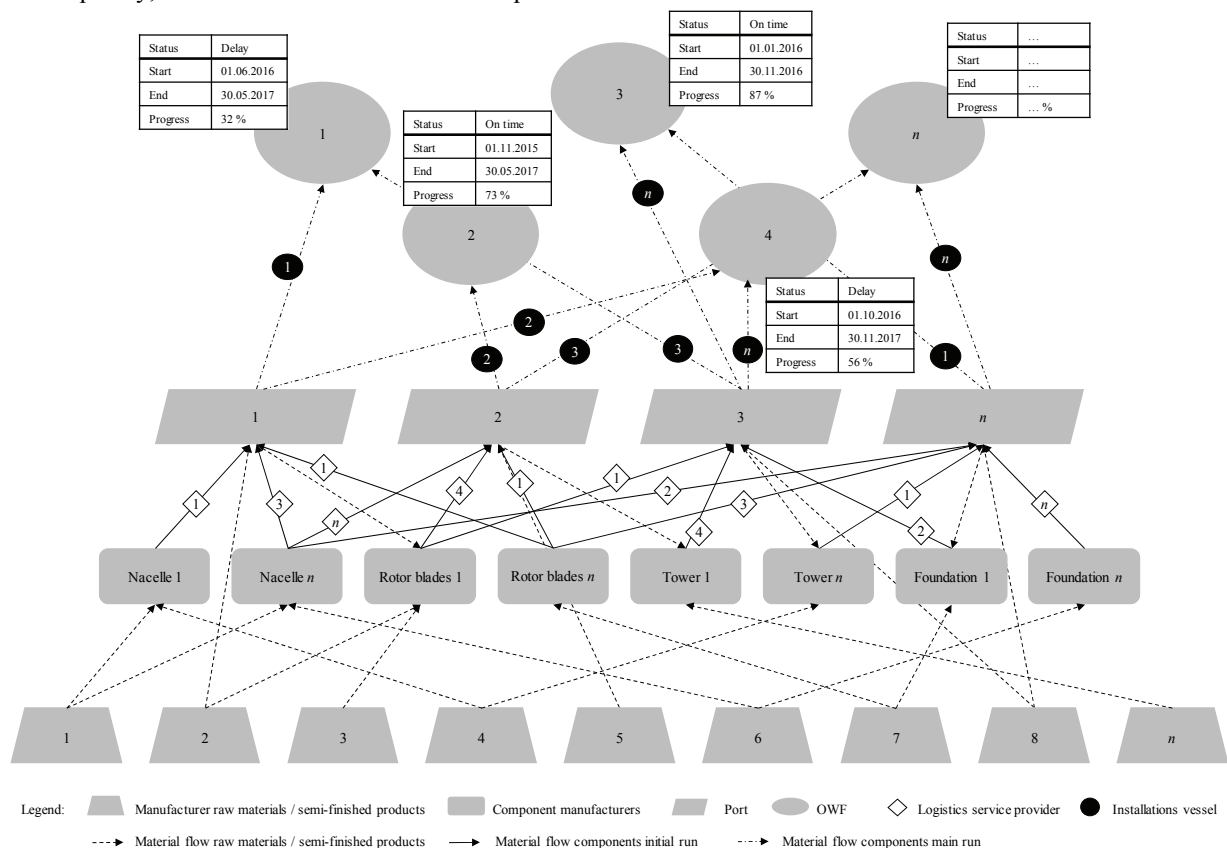 Status Delay
Start 01.06.2016
End 30.05.2017
Progress 32 %
1
Status On time
Start 01.11.2015
End 30.05.2017
Progress 73 %
2
Status On time
Start 01.01.2016
End 30.11.2016
Progress 87 %
3
Status Delay
Start 01.10.2016
End 30.11.2017
Progress 56 %
4
Status …
Start …
End …
Progress … %
n
n
1
n
2
3
2
3
n
1
1 2 3 n
1
1
1
4
1
3
n
2
3
1
4
2
n
Nacelle 1 Nacelle n Rotor blades 1 Rotor blades n Tower 1 Tower n Foundation 1 Foundation n
1 2 3 4 5 6 7 8 n
Legend: Manufacturer raw materials / semi-finished products Component manufacturers Port OWF Logistics service provider Installations vessel
Material flow raw materials / semi-finished products Material flow components initial run Material flow components main run